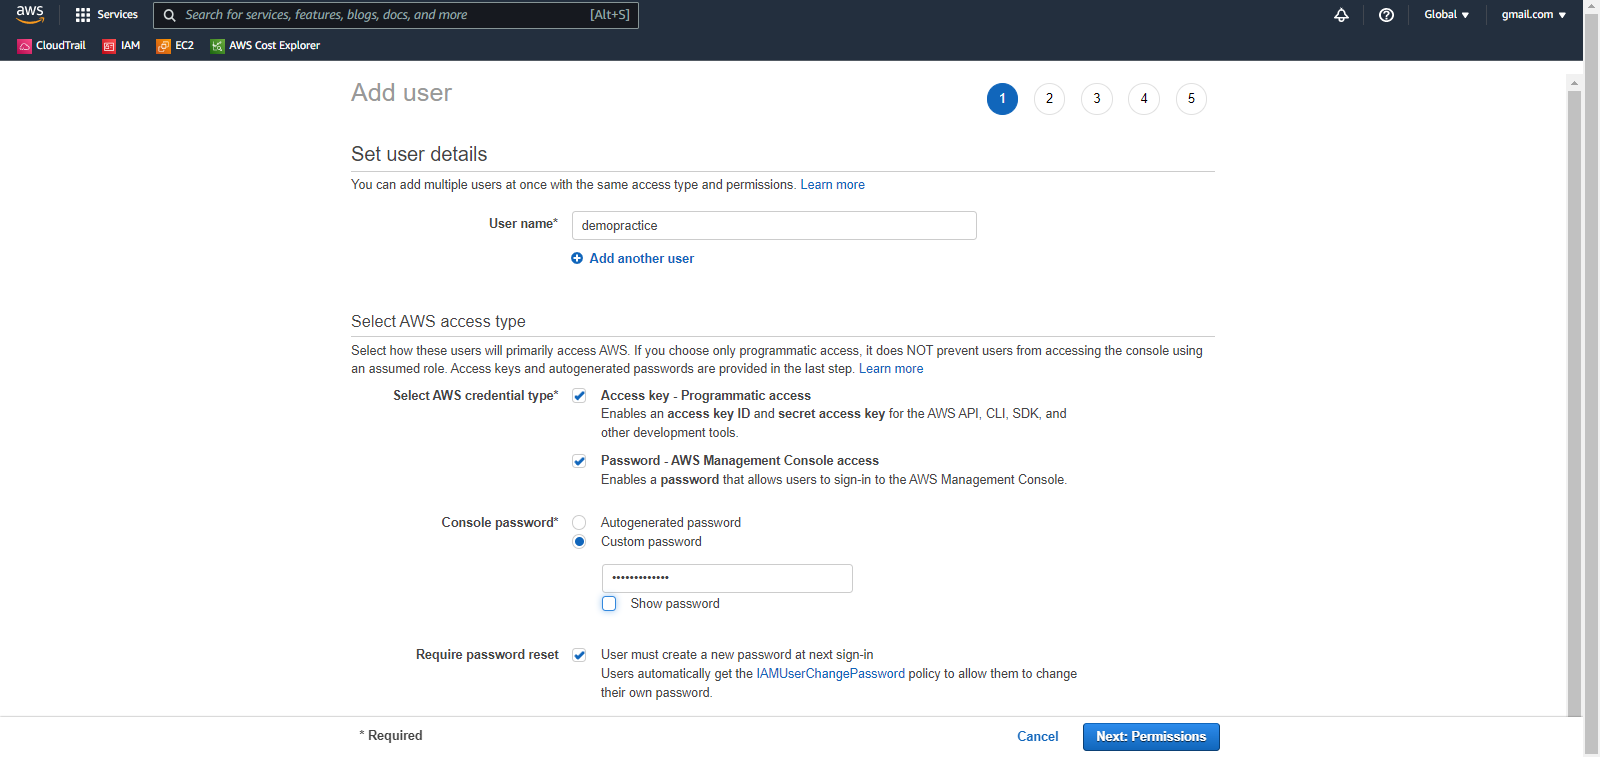 aws Services Search for services, features, blogs, docs, and more [Alt+S] Global gmail.com
CloudTrail IAM EC2 AWS Cost Explorer
Add user 1 2 3 4 5
Set user details
You can add multiple users at once with the same access type and permissions. Learn more
User name* demopractice
Add another user
Select AWS access type
Select how these users will primarily access AWS. If you choose only programmatic access, it does NOT prevent users from accessing the console using
an assumed role. Access keys and autogenerated passwords are provided in the last step. Learn more
Select AWS credential type* Access key - Programmatic access
Enables an access key ID and secret access key for the AWS API, CLI, SDK, and
other development tools.
Password - AWS Management Console access
Enables a password that allows users to sign-in to the AWS Management Console.
Console password* Autogenerated password
Custom password
•••••••••••••
Show password
Require password reset User must create a new password at next sign-in
Users automatically get the IAMUserChangePassword policy to allow them to change
their own password.
* Required Cancel Next: Permissions